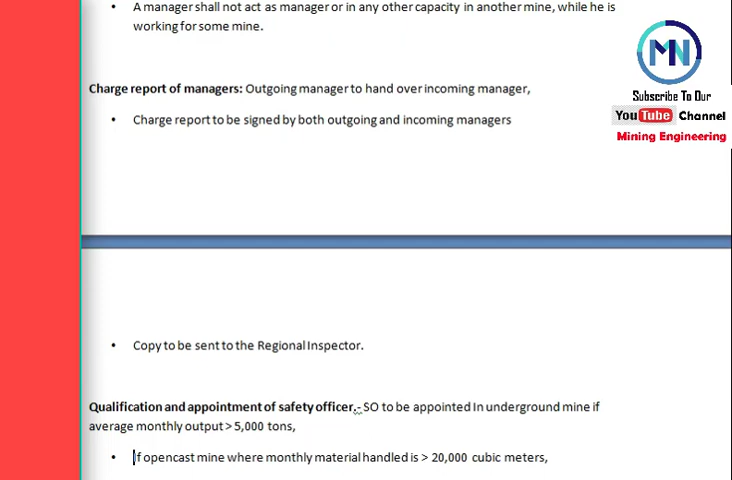 • A manager shall not act as manager or in any other capacity in another mine, while he is
working for some mine.
Charge report of managers: Outgoing manager to hand over incoming manager,
• Charge report to be signed by both outgoing and incoming managers
• Copy to be sent to the Regional Inspector.
Qualification and appointment of safety officer.- SO to be appointed In underground mine if
average monthly output > 5,000 tons,
• If opencast mine where monthly material handled is > 20,000 cubic meters,
MN
Subscribe To Our
YouTube Channel
Mining Engineering